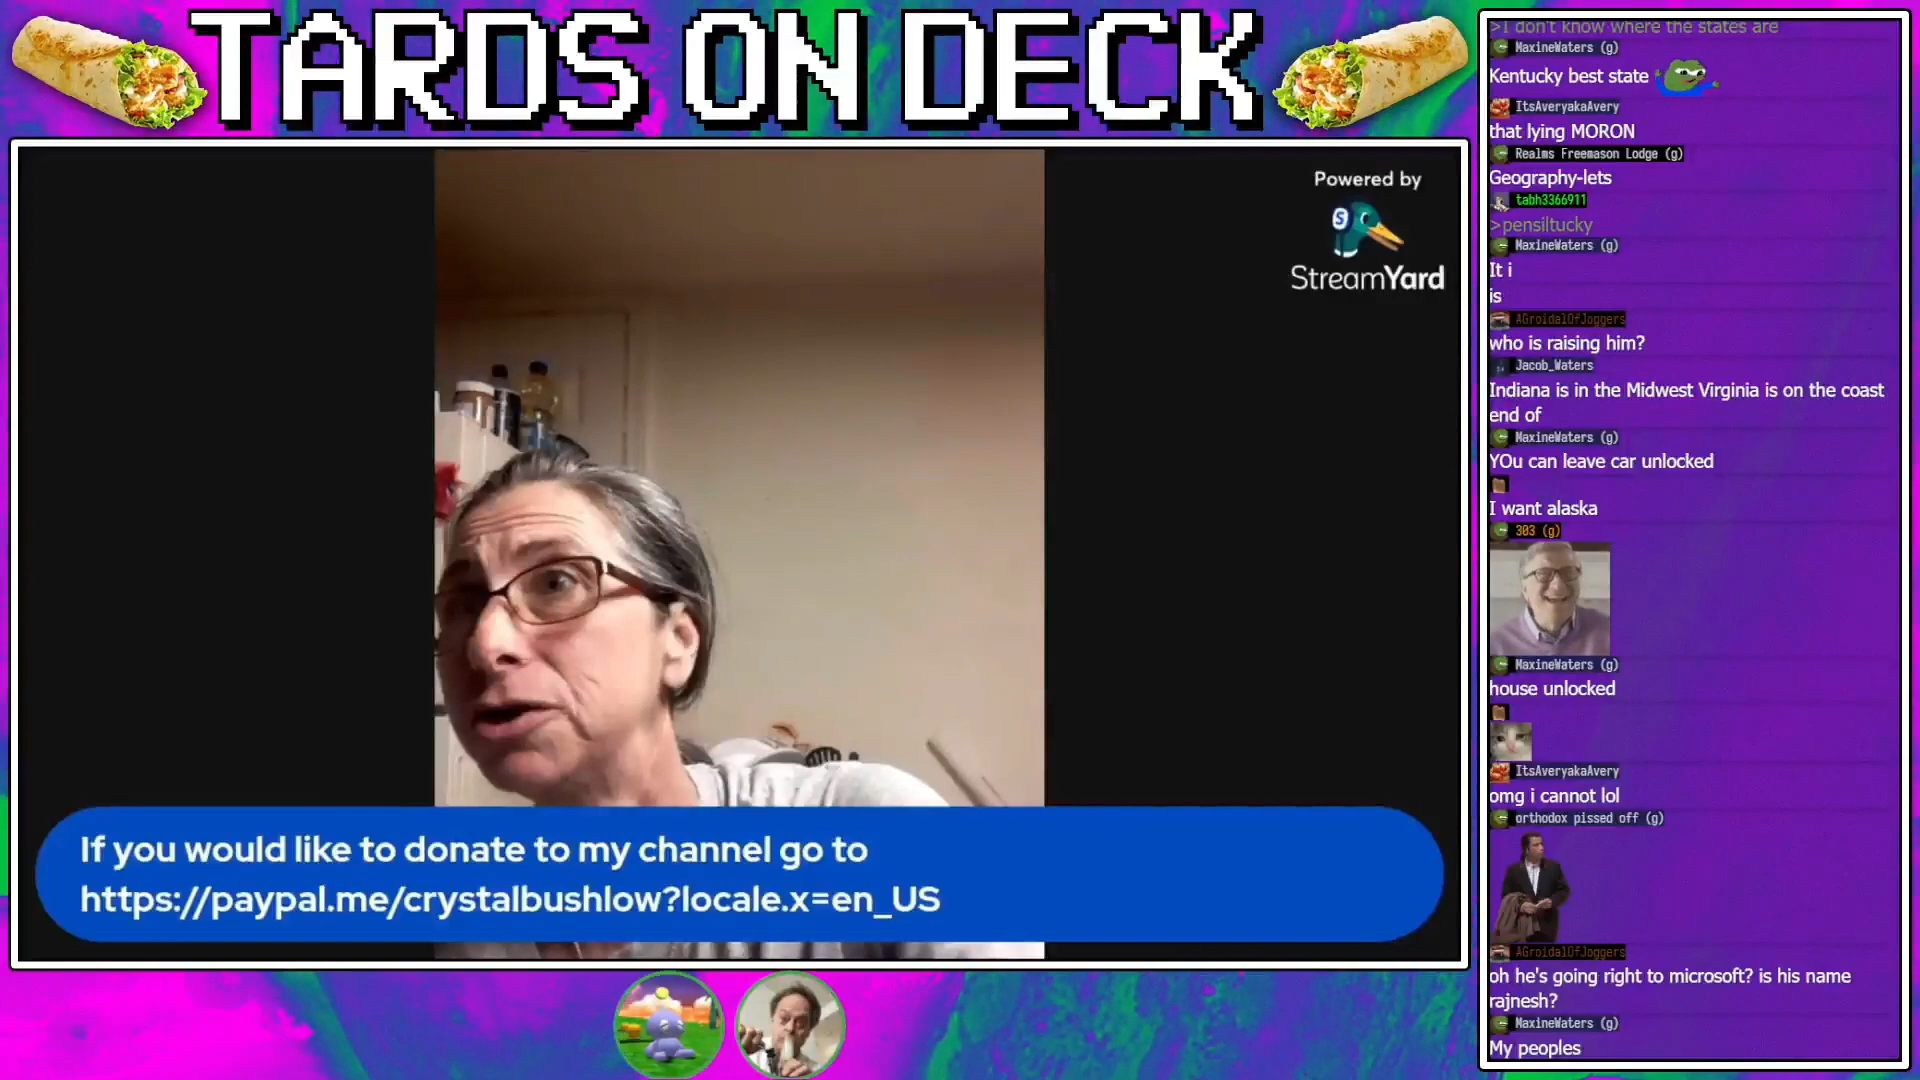 TARDS ON DECK
Powered by
StreamYard
If you would like to donate to my channel go to
https://paypal.me/crystalbushlow?locale.x=en_US
>I don't know where the states are
MaxineWaters (g)
Kentucky best state
ItsAveryakaAvery
that lying MORON
Realms Freemason Lodge (g)
Geography-lets
tabh3366911
>pensiltucky
MaxineWaters (g)
It i
is
AGroidalOfJoggers
who is raising him?
Jacob_Waters
Indiana is in the Midwest Virginia is on the coast
end of
MaxineWaters (g)
YOu can leave car unlocked
I want alaska
303 (g)
MaxineWaters (g)
house unlocked
ItsAveryakaAvery
omg i cannot lol
orthodox pissed off (g)
AGroidalOfJoggers
oh he's going right to microsoft? is his name
rajnesh?
MaxineWaters (g)
My peoples